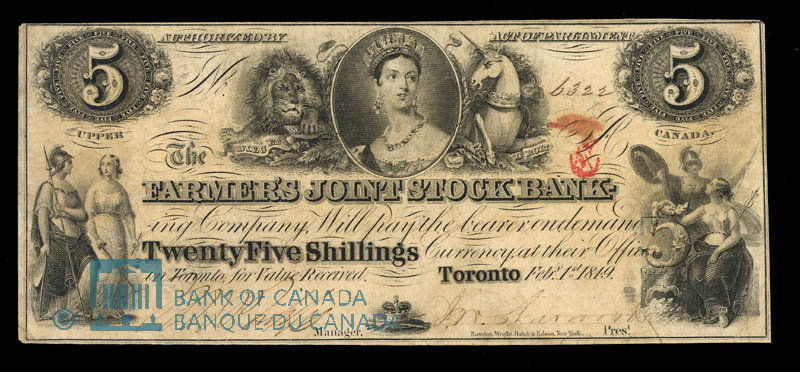 AUTHORIZED BY ACT OF PARLIAMENT
5 5
No. 6322
UPPER CANADA.
The
FARMER'S JOINT STOCK BANK-
ing Company, Will pay the bearer on demand
Twenty Five Shillings Currency, at their Office
in Toronto, for Value Received. Toronto Feby. 1st 1849.
BANK OF CANADA
BANQUE DU CANADA
©
Manager. Rawdon, Wright, Hatch & Edson, New-York. Pres!